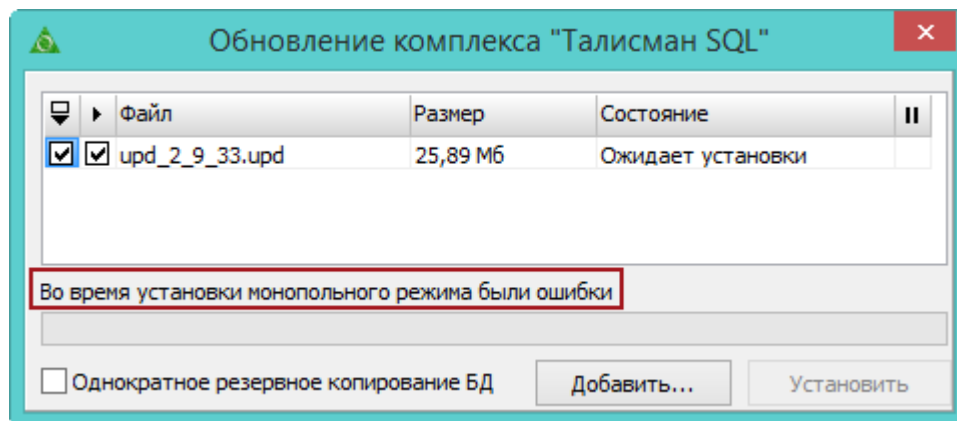 Обновление комплекса "Талисман SQL"
Файл Размер Состояние
upd_2_9_33.upd 25,89 Мб Ожидает установки
Во время установки монопольного режима были ошибки
Однократное резервное копирование БД Добавить... Установить